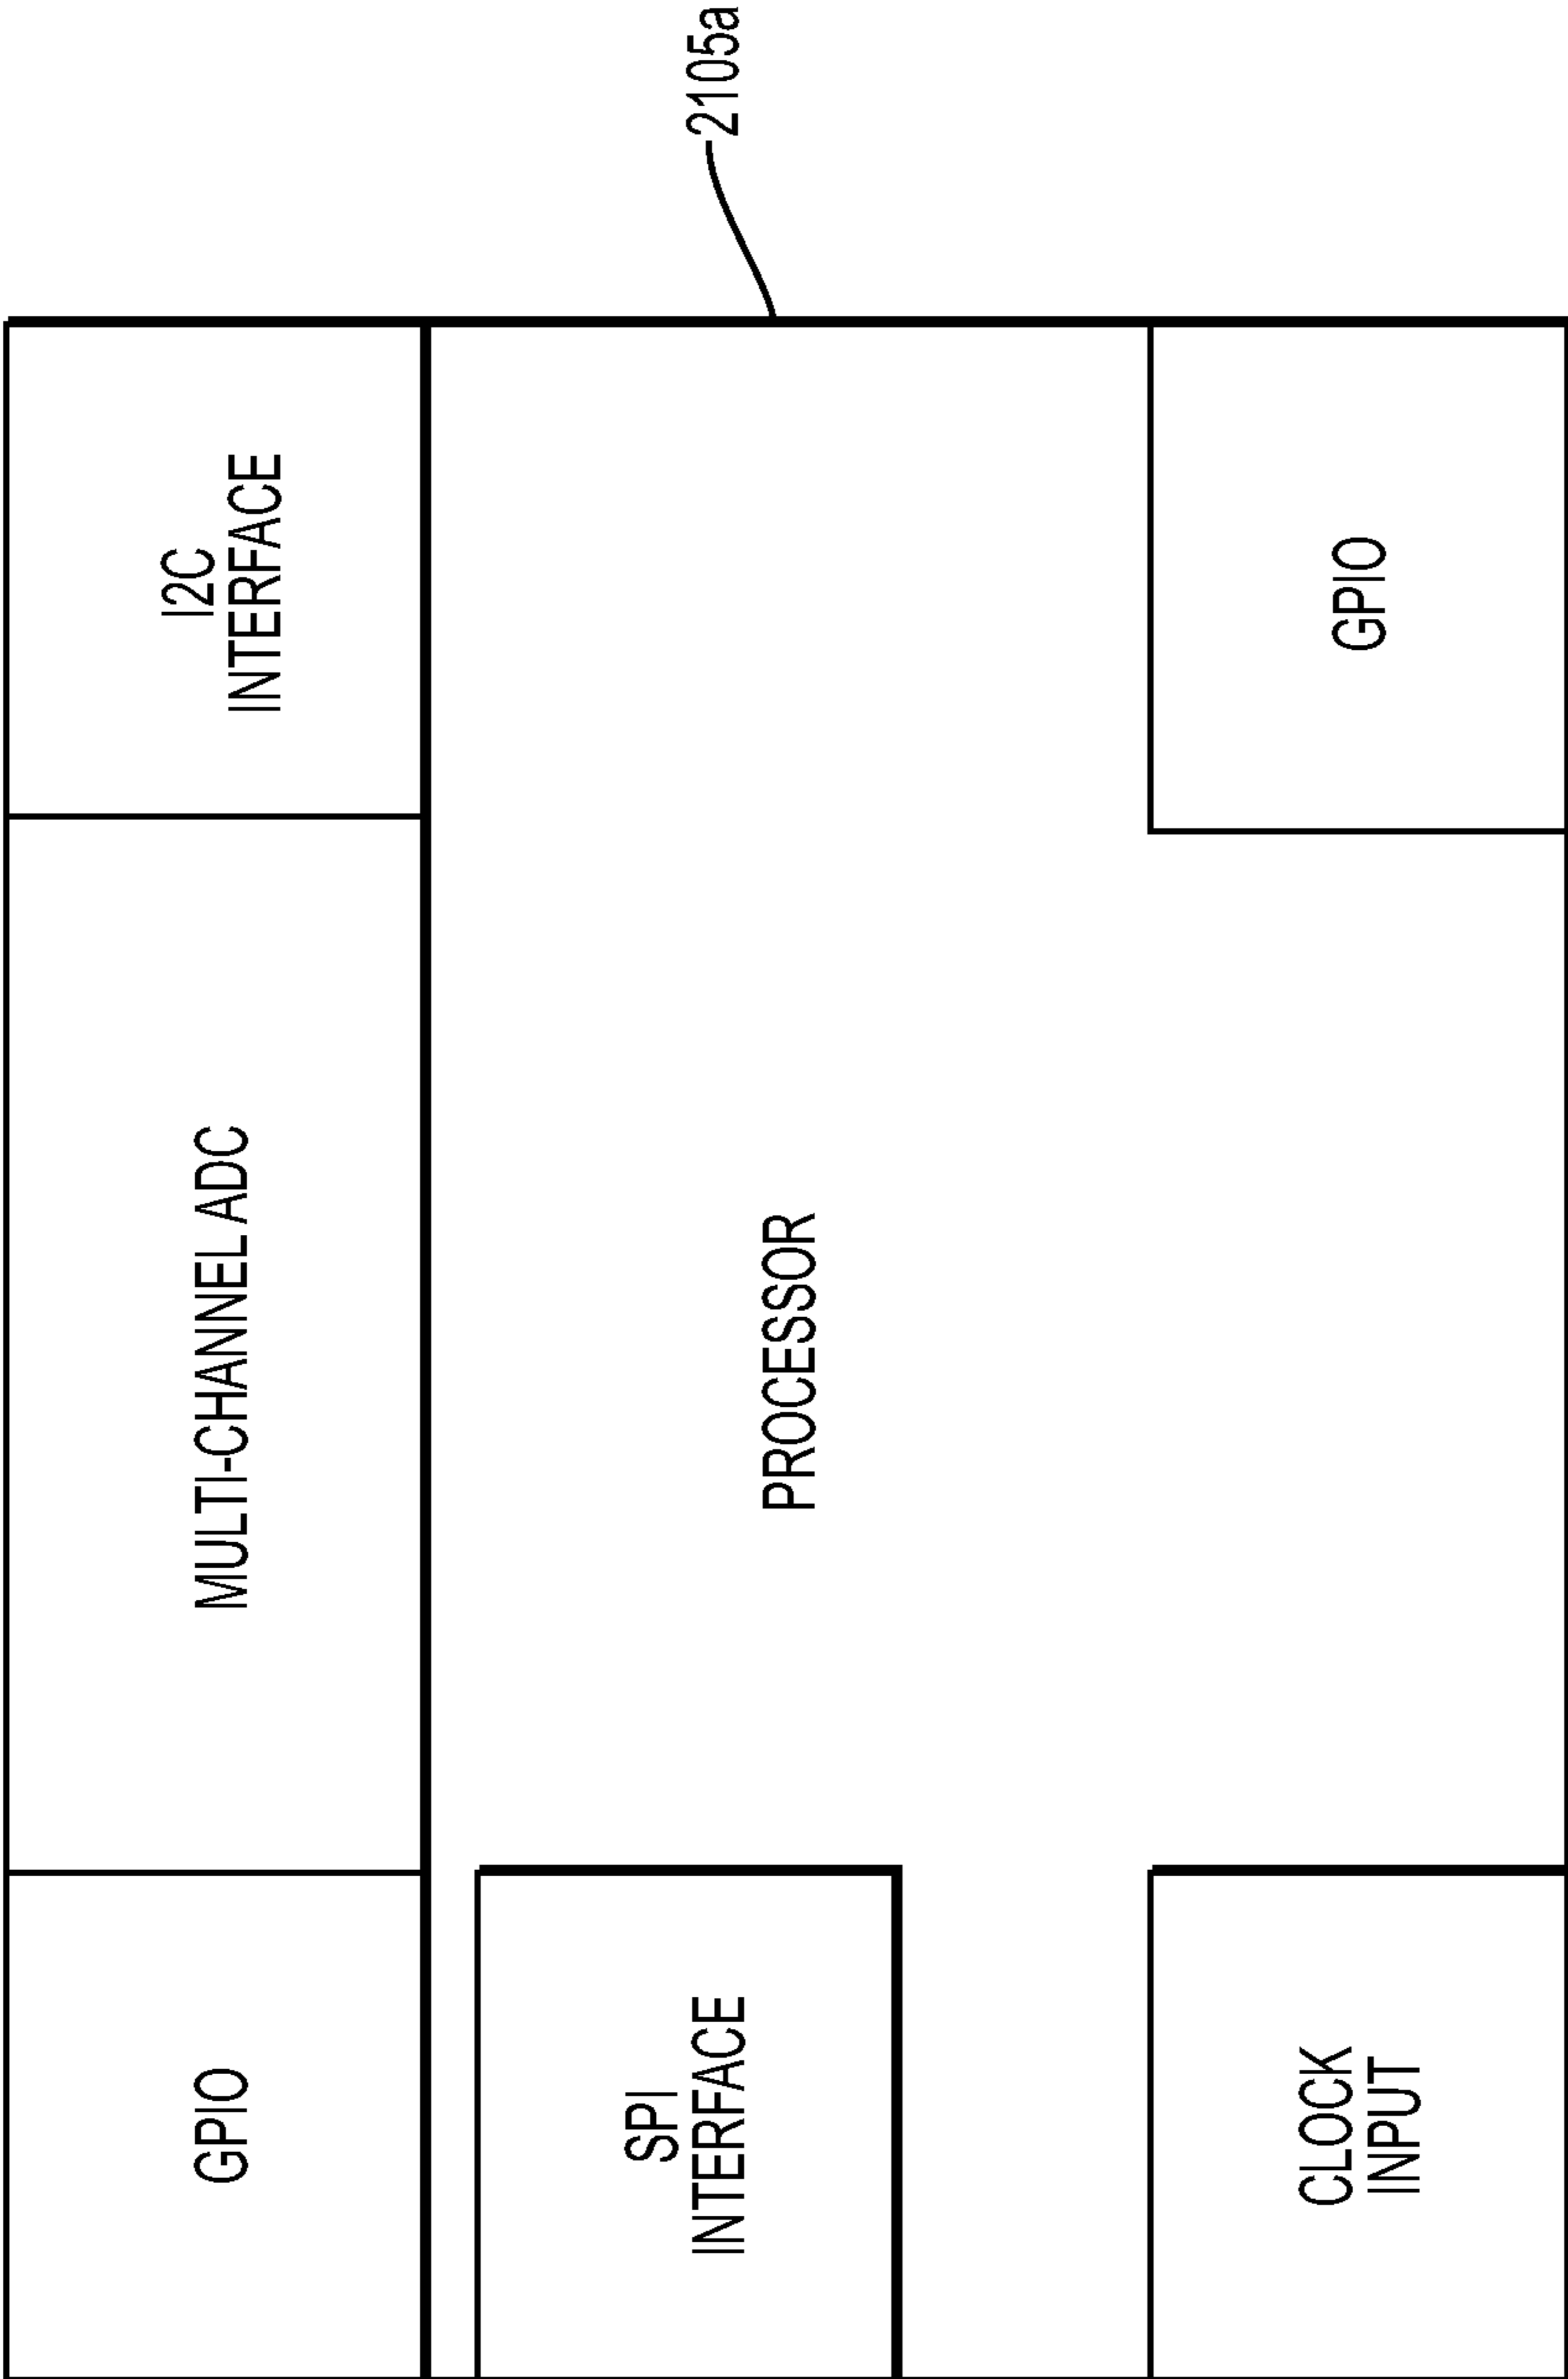 GPIO
MULTI-CHANNEL ADC
I2C
INTERFACE
SPI
INTERFACE
PROCESSOR
2105a
CLOCK
INPUT
GPIO